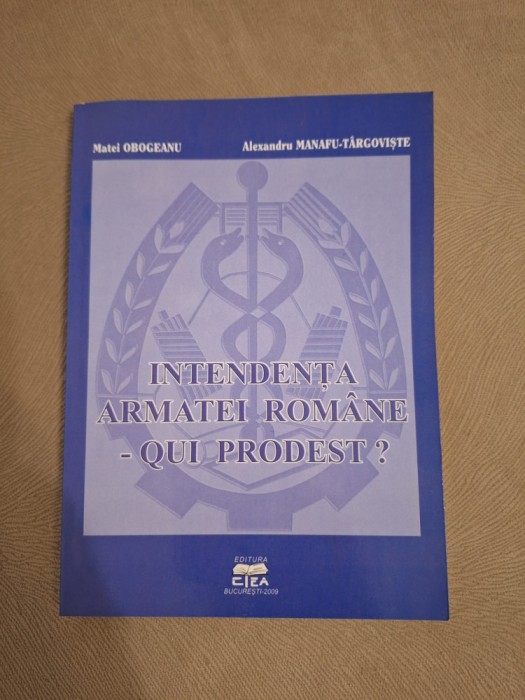 Matei OBOGEANU Alexandru MANAFU-TÂRGOVIȘTE
INTENDENȚA
ARMATEI ROMÂNE
- QUI PRODEST ?
EDITURA
CTEA
BUCUREȘTI-2009